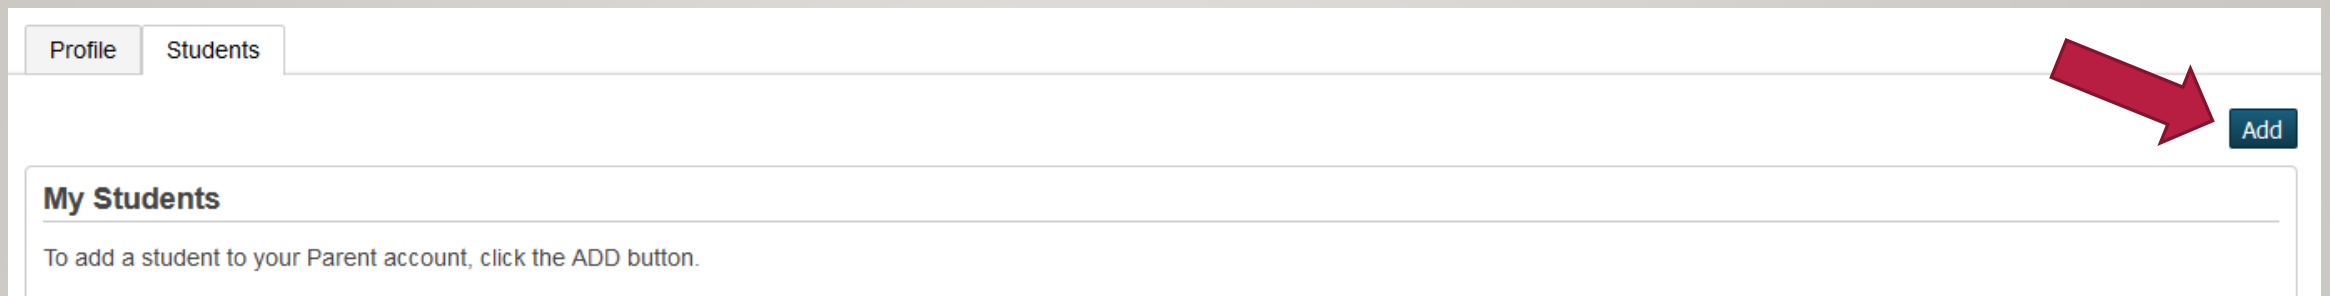 Profile Students
Add
My Students
To add a student to your Parent account, click the ADD button.